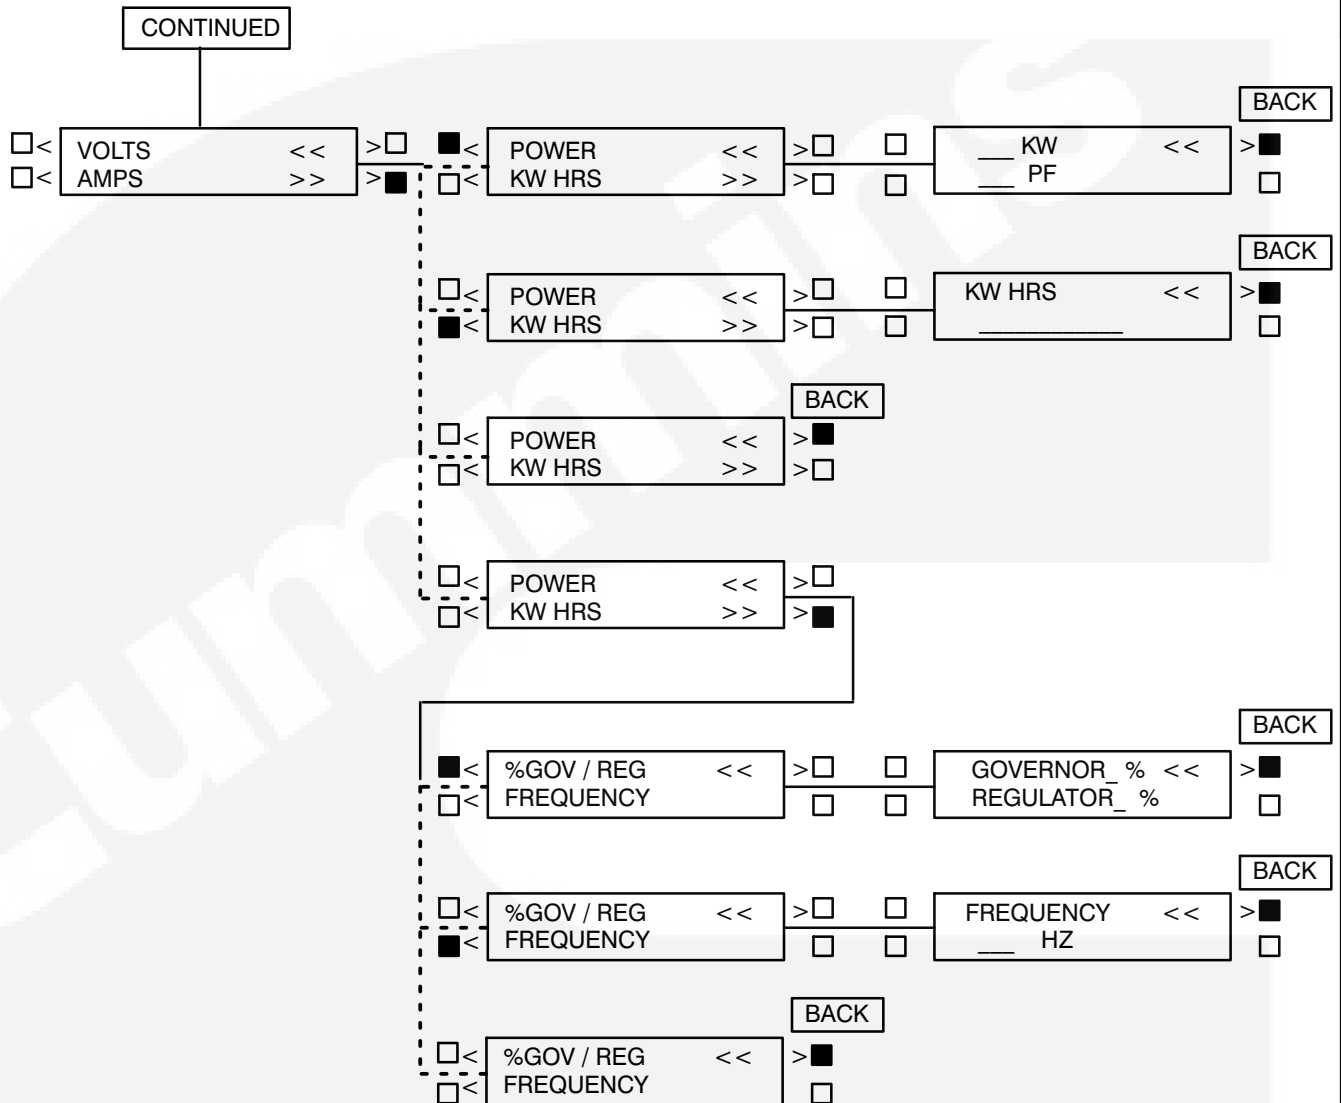 CONTINUED
BACK
< VOLTS << >
< AMPS >> >
< POWER << >
< KW HRS >> >
___ KW << >
___ PF
BACK
< POWER << >
< KW HRS >> >
KW HRS << >
____________
BACK
< POWER << >
< KW HRS >> >
< POWER << >
< KW HRS >> >
BACK
< %GOV / REG << >
< FREQUENCY
GOVERNOR_ % << >
REGULATOR_ %
BACK
< %GOV / REG << >
< FREQUENCY
FREQUENCY << >
___ HZ
BACK
< %GOV / REG << >
< FREQUENCY
Cummins